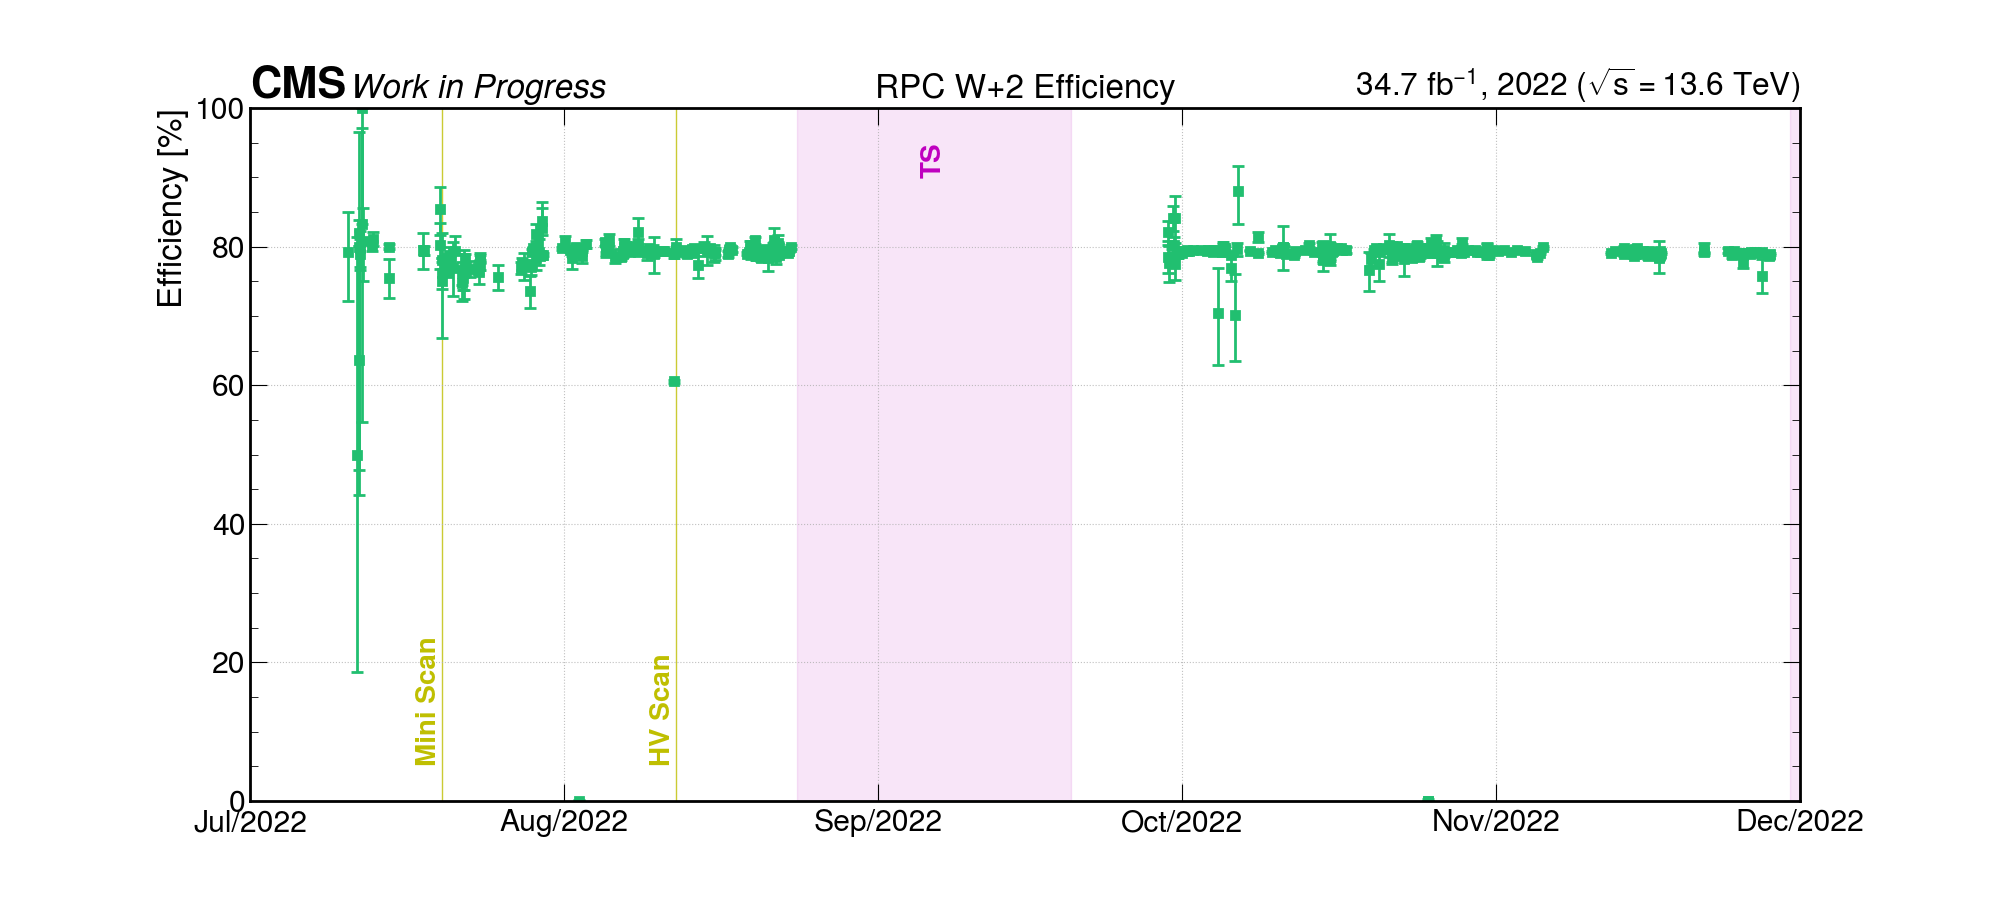 CMS Work in Progress RPC W+2 Efficiency 34.7 fb⁻¹, 2022 (√s = 13.6 TeV)
Efficiency [%]
100
80
60
40
20
0
TS
Mini Scan
HV Scan
Jul/2022 Aug/2022 Sep/2022 Oct/2022 Nov/2022 Dec/2022